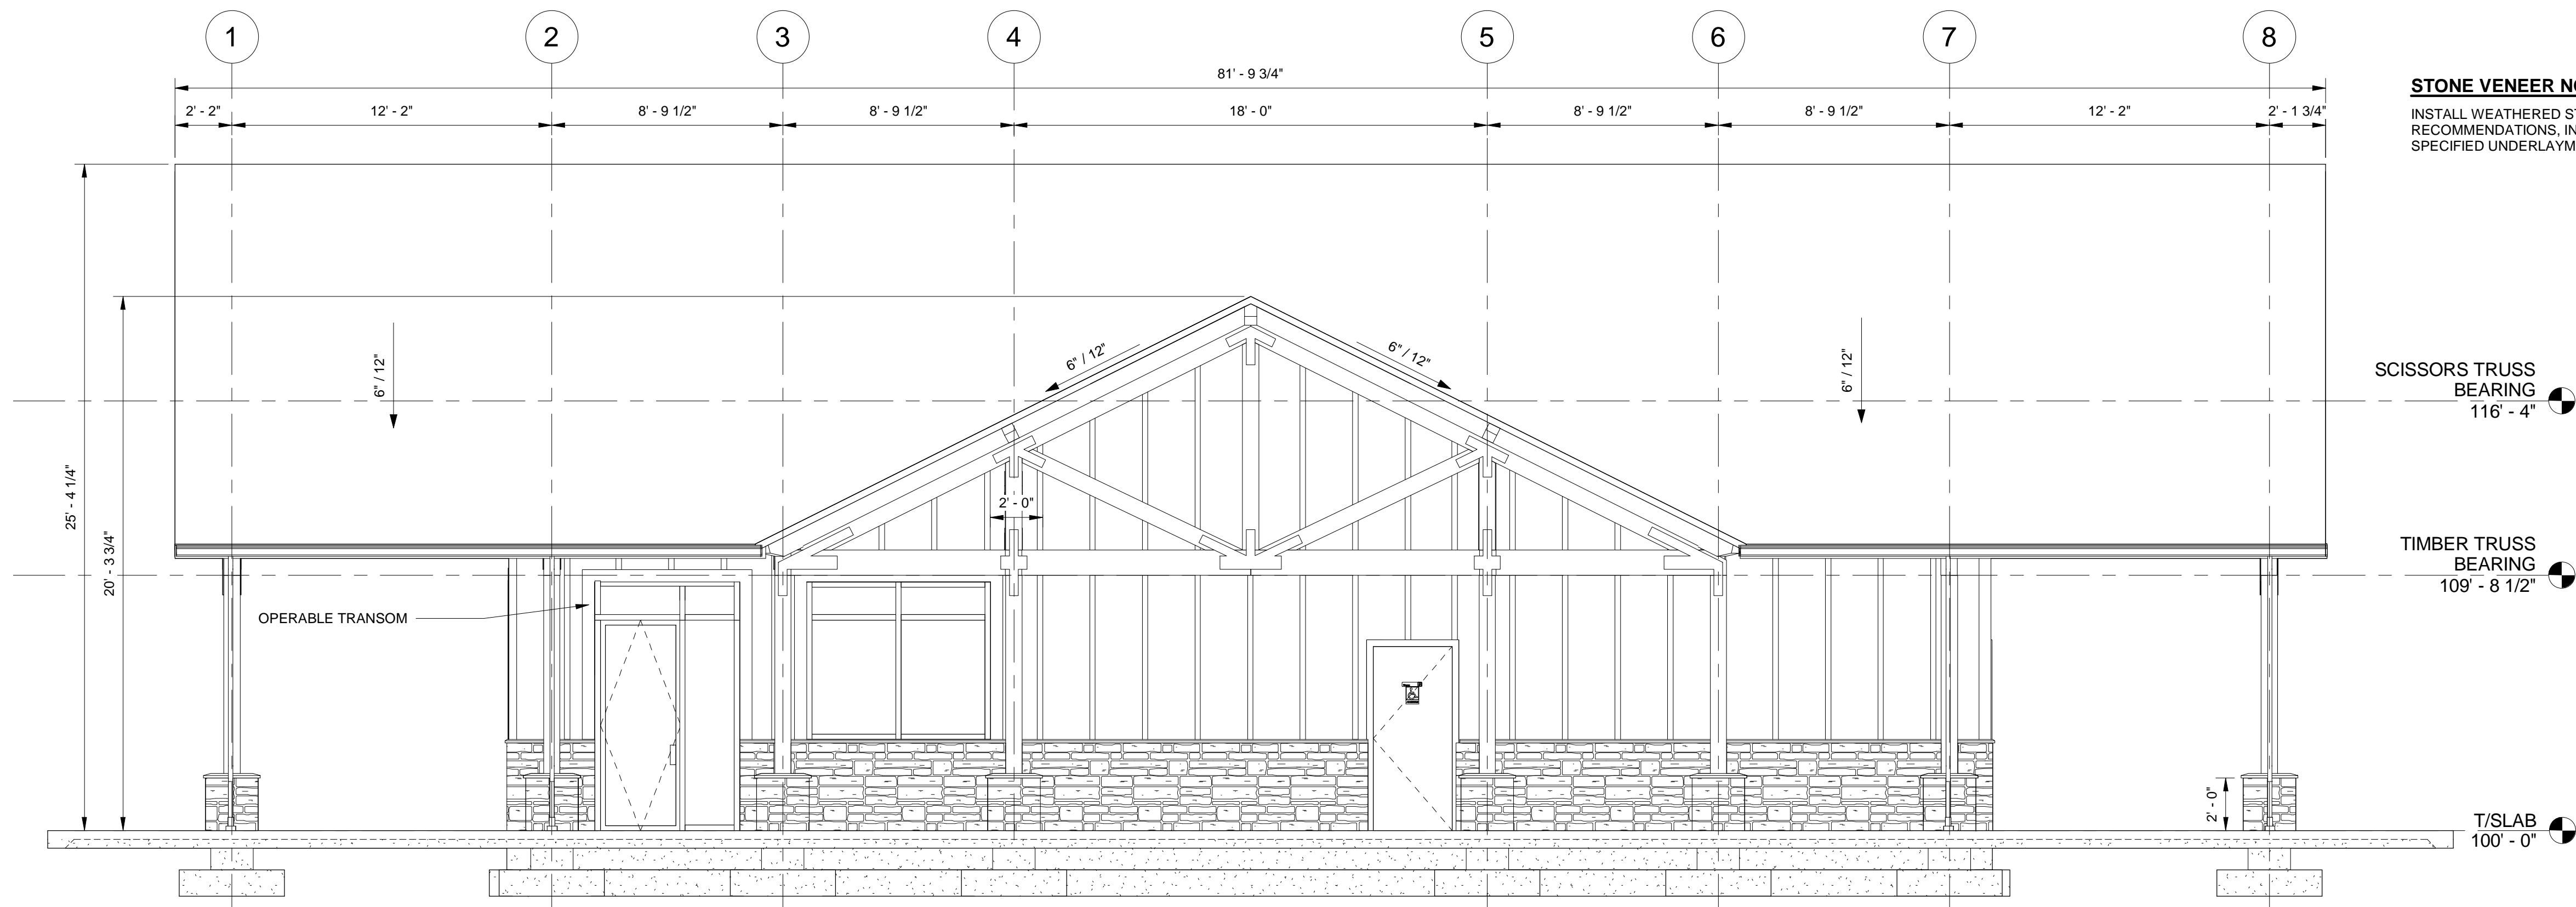 1 2 3 4 5 6 7 8
81' - 9 3/4"
2' - 2" 12' - 2" 8' - 9 1/2" 8' - 9 1/2" 18' - 0" 8' - 9 1/2" 8' - 9 1/2" 12' - 2" 2' - 1 3/4"
STONE VENEER
INSTALL WEATHERED
RECOMMENDATIONS,
SPECIFIED
6" / 12"
6" / 12"
6" / 12"
6" / 12"
SCISSORS TRUSS
BEARING
116' - 4"
25' - 4 1/4"
20' - 3 3/4"
2' - 0"
TIMBER TRUSS
BEARING
109' - 8 1/2"
OPERABLE TRANSOM
2' - 0"
T/SLAB
100' - 0"